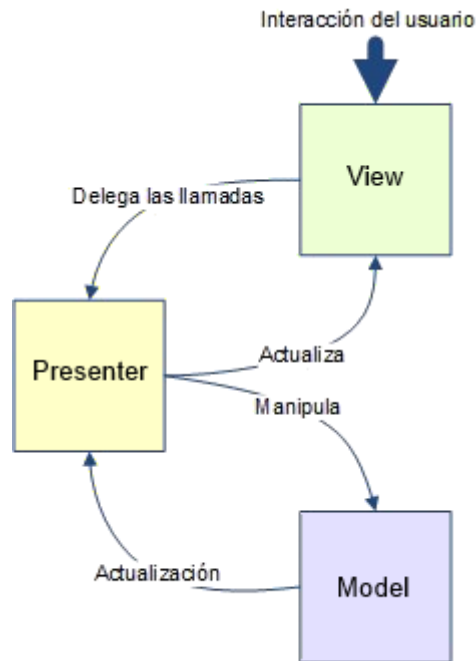 Interacción del usuario
View
Delega las llamadas
Presenter
Actualiza
Manipula
Actualización
Model